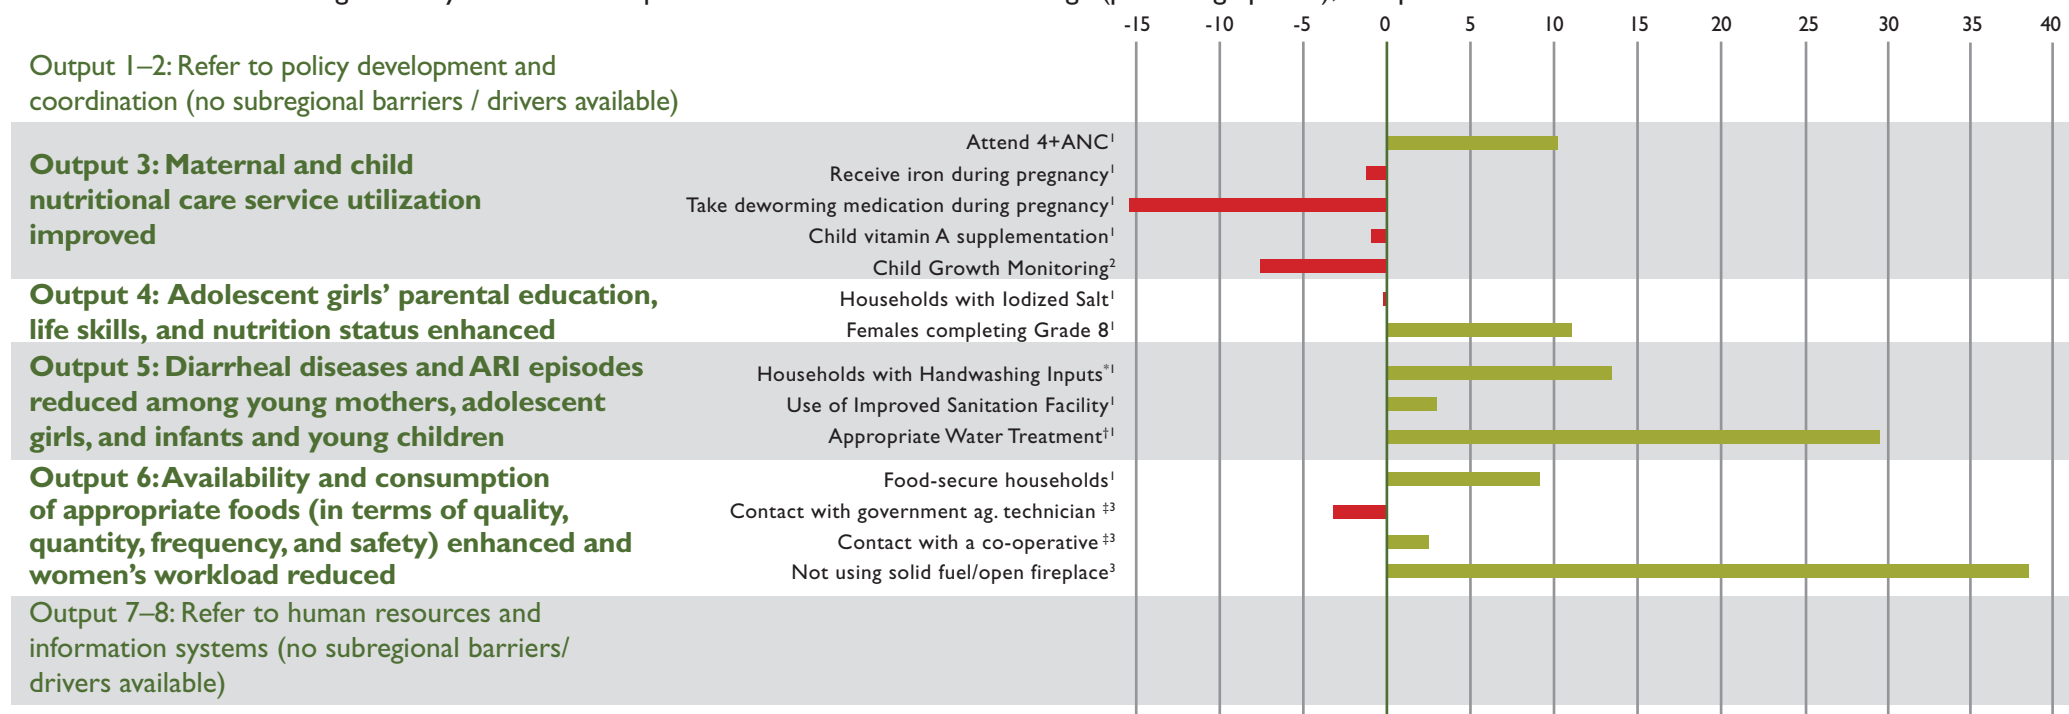 -15 -10 -5 0 5 10 15 20 25 30 35 40
Output 1–2: Refer to policy development and
coordination (no subregional barriers / drivers available)
Output 3: Maternal and child
nutritional care service utilization
improved
Attend 4+ANC¹
Receive iron during pregnancy¹
Take deworming medication during pregnancy¹
Child vitamin A supplementation¹
Child Growth Monitoring²
Output 4: Adolescent girls’ parental education,
life skills, and nutrition status enhanced
Households with Iodized Salt¹
Females completing Grade 8¹
Output 5: Diarrheal diseases and ARI episodes
reduced among young mothers, adolescent
girls, and infants and young children
Households with Handwashing Inputs*¹
Use of Improved Sanitation Facility¹
Appropriate Water Treatment†¹
Output 6: Availability and consumption
of appropriate foods (in terms of quality,
quantity, frequency, and safety) enhanced and
women’s workload reduced
Food-secure households¹
Contact with government ag. technician ‡³
Contact with a co-operative ‡³
Not using solid fuel/open fireplace³
Output 7–8: Refer to human resources and
information systems (no subregional barriers/
drivers available)